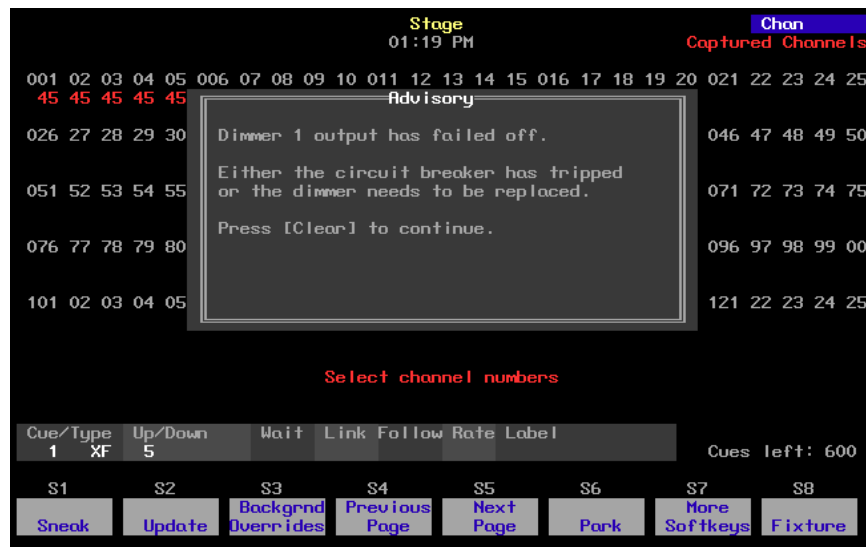 Stage Chan
01:19 PM Captured Channels
001 02 03 04 05 006 07 08 09 10 011 12 13 14 15 016 17 18 19 20 021 22 23 24 25
45 45 45 45 45
Advisory
026 27 28 29 30 Dimmer 1 output has failed off. 046 47 48 49 50
Either the circuit breaker has tripped
051 52 53 54 55 or the dimmer needs to be replaced. 071 72 73 74 75
Press [Clear] to continue.
076 77 78 79 80 096 97 98 99 00
101 02 03 04 05 121 22 23 24 25
Select channel numbers
Cue/Type Up/Down Wait Link Follow Rate Label
1 XF 5 Cues left: 600
S1 S2 S3 S4 S5 S6 S7 S8
Sneak Update Backgrnd Overrides Previous Page Next Page Park More Softkeys Fixture